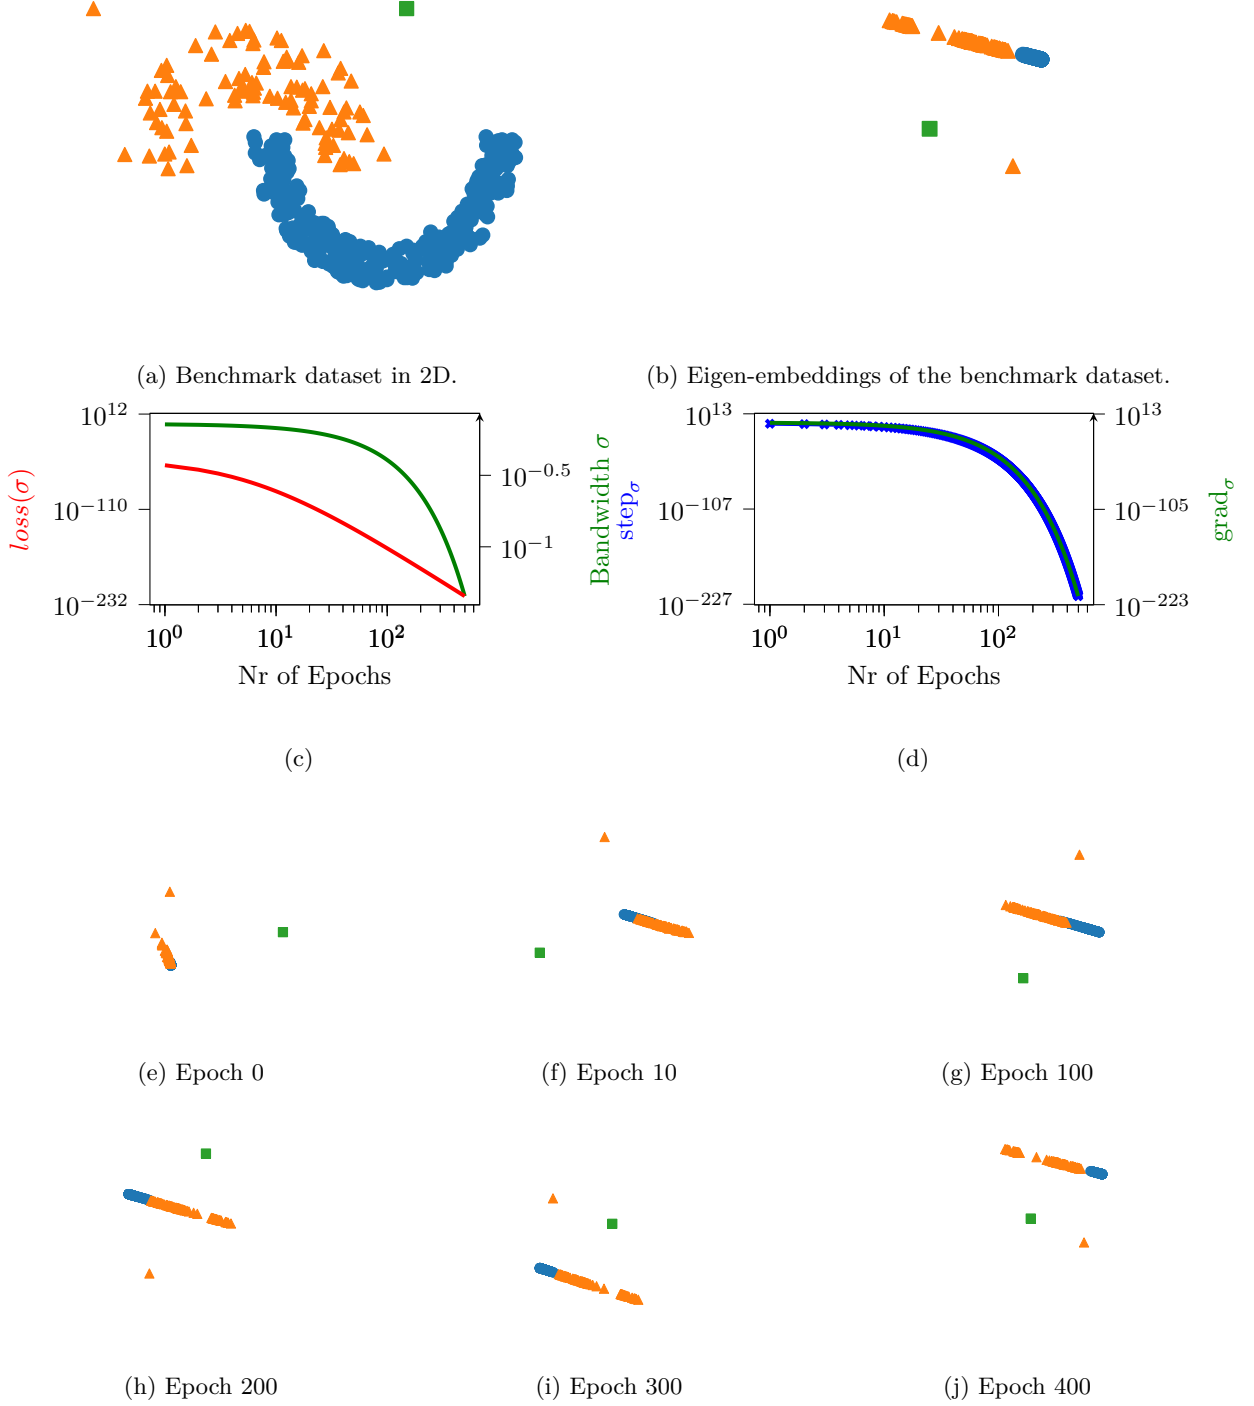 (a) Benchmark dataset in 2D.
(b) Eigen-embeddings of the benchmark dataset.
10^12
10^−110
10^−232
loss(σ)
10^−0.5
10^−1
Bandwidth σ
10^0 10^1 10^2
Nr of Epochs
(c)
step_σ
10^13
10^−107
10^−227
10^13
10^−105
10^−223
grad_σ
10^0 10^1 10^2
Nr of Epochs
(d)
(e) Epoch 0
(f) Epoch 10
(g) Epoch 100
(h) Epoch 200
(i) Epoch 300
(j) Epoch 400